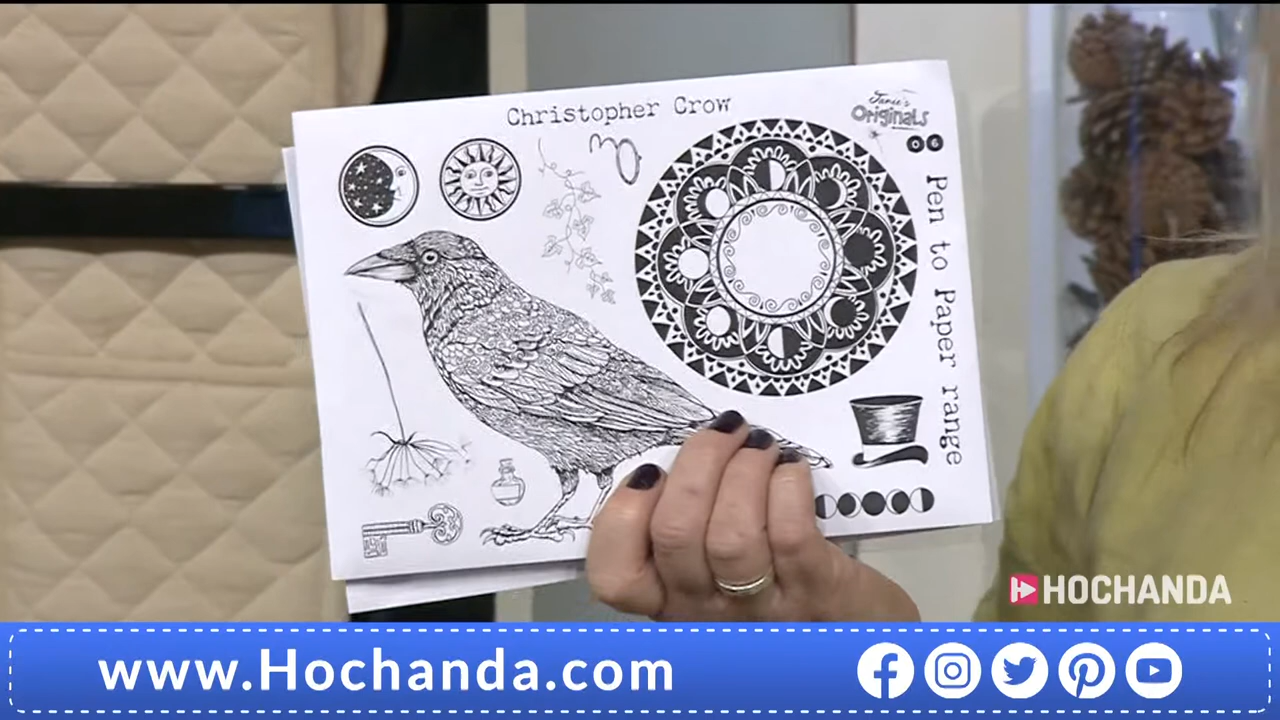 Christopher Crow
Janie's
Originals
06
Pen to Paper range
HOCHANDA
www.Hochanda.com